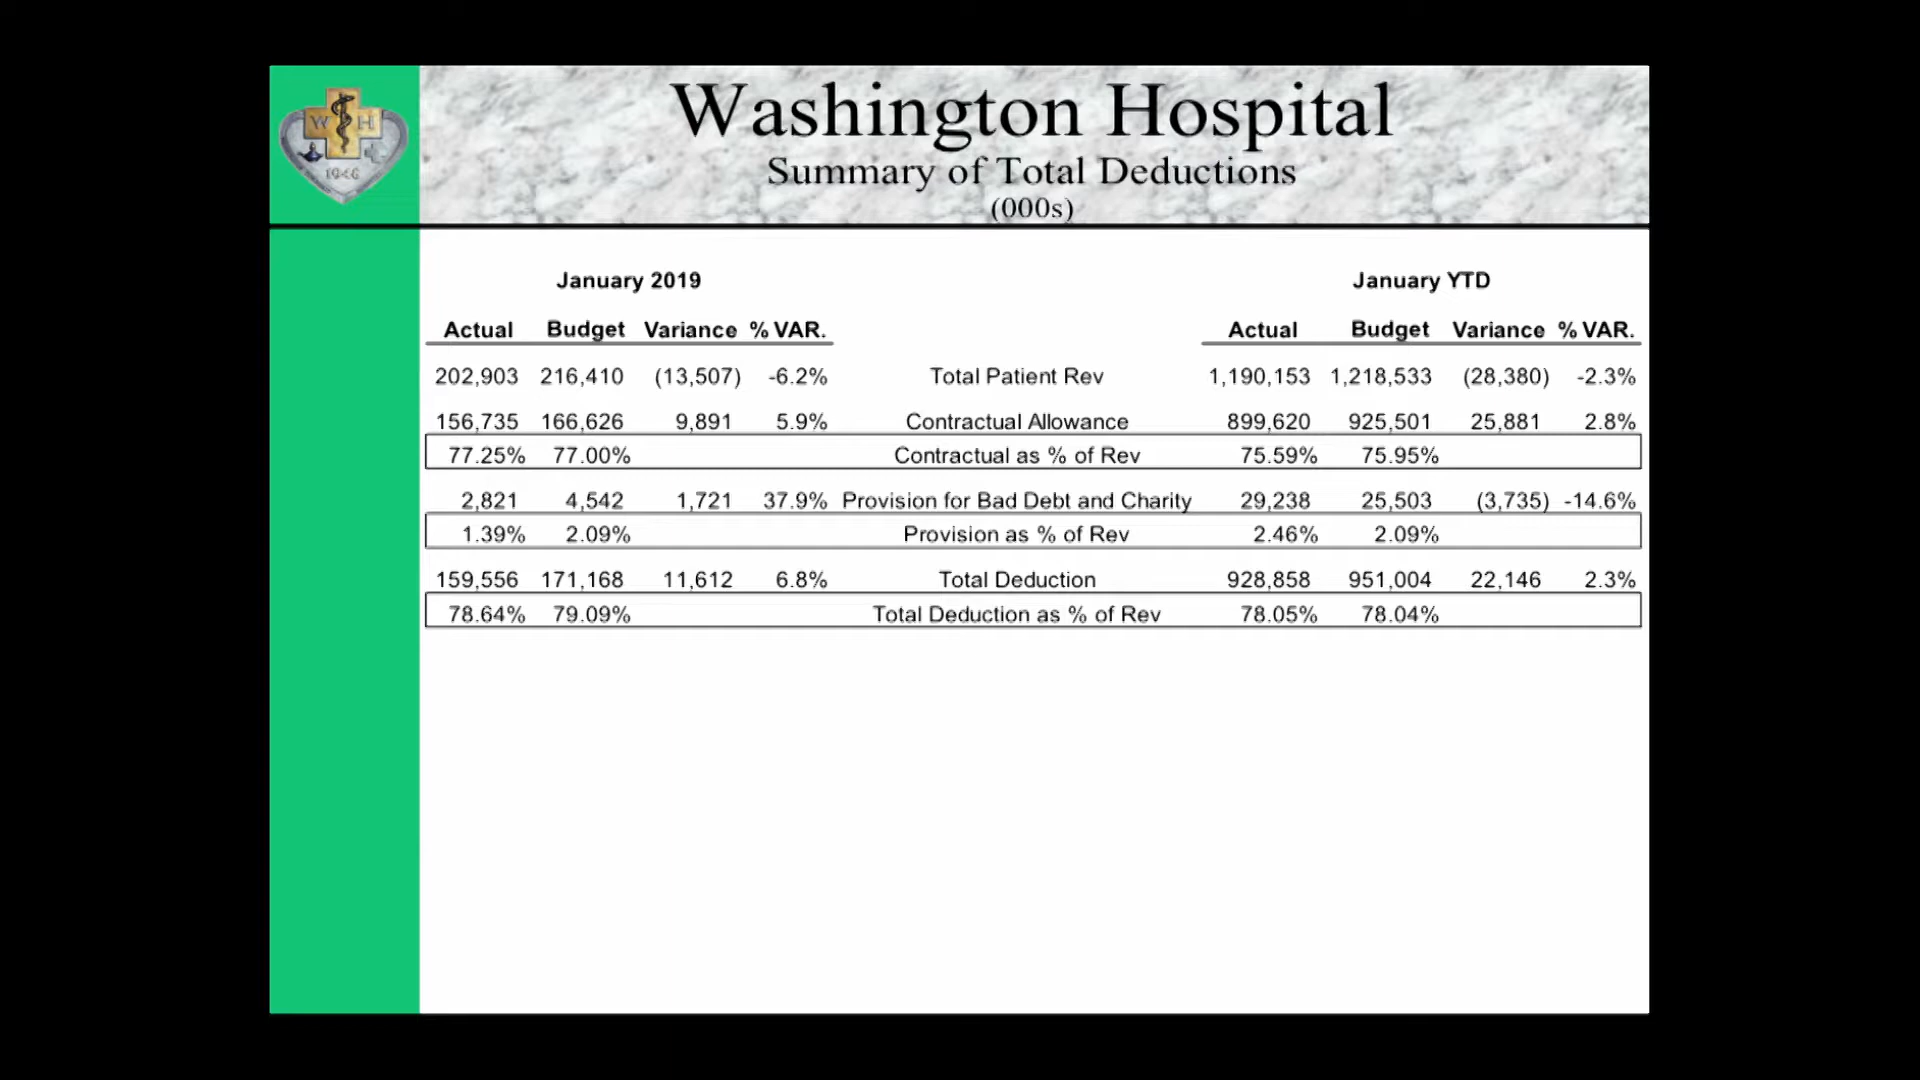 W H
1948
Washington Hospital
Summary of Total Deductions
(000s)
January 2019 January YTD
Actual Budget Variance % VAR. Actual Budget Variance % VAR.
202,903 216,410 (13,507) -6.2% Total Patient Rev 1,190,153 1,218,533 (28,380) -2.3%
156,735 166,626 9,891 5.9% Contractual Allowance 899,620 925,501 25,881 2.8%
77.25% 77.00% Contractual as % of Rev 75.59% 75.95%
2,821 4,542 1,721 37.9% Provision for Bad Debt and Charity 29,238 25,503 (3,735) -14.6%
1.39% 2.09% Provision as % of Rev 2.46% 2.09%
159,556 171,168 11,612 6.8% Total Deduction 928,858 951,004 22,146 2.3%
78.64% 79.09% Total Deduction as % of Rev 78.05% 78.04%